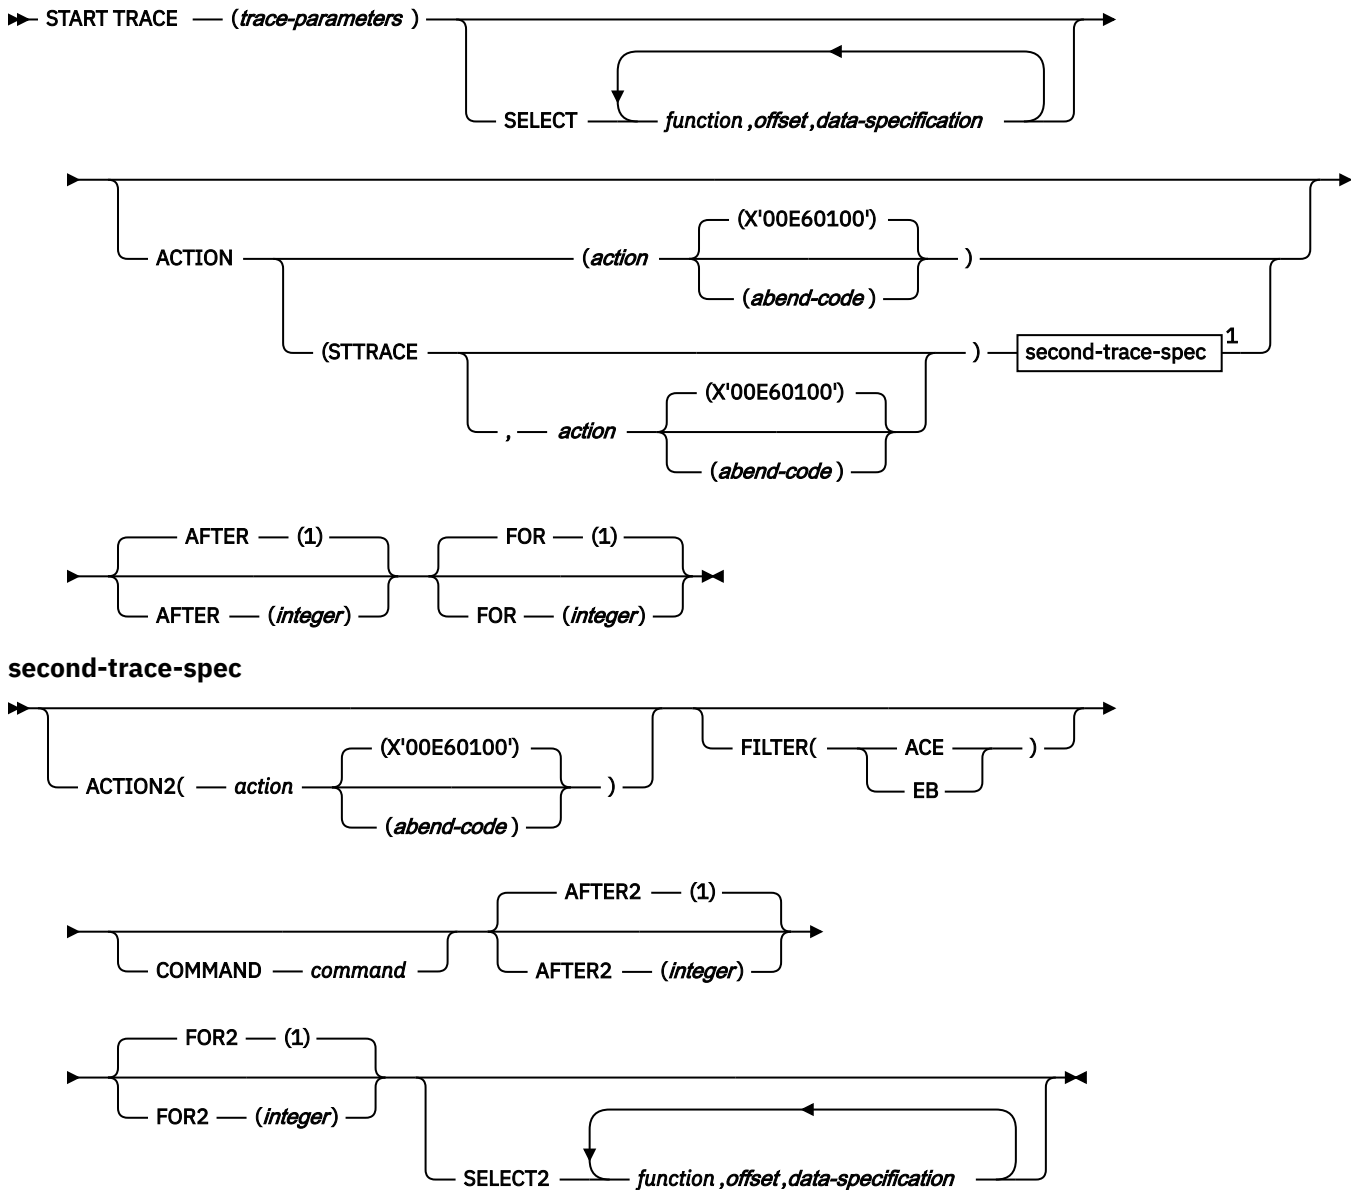 START TRACE (trace-parameters )
SELECT function ,offset ,data-specification
(X'00E60100')
ACTION (action )
(abend-code )
(STTRACE ) second-trace-spec 1
(X'00E60100')
, action
(abend-code )
AFTER (1) FOR (1)
AFTER (integer) FOR (integer)
second-trace-spec
(X'00E60100') FILTER( ACE )
ACTION2( action ) EB
(abend-code )
AFTER2 (1)
COMMAND command AFTER2 (integer)
FOR2 (1)
FOR2 (integer)
SELECT2 function ,offset ,data-specification